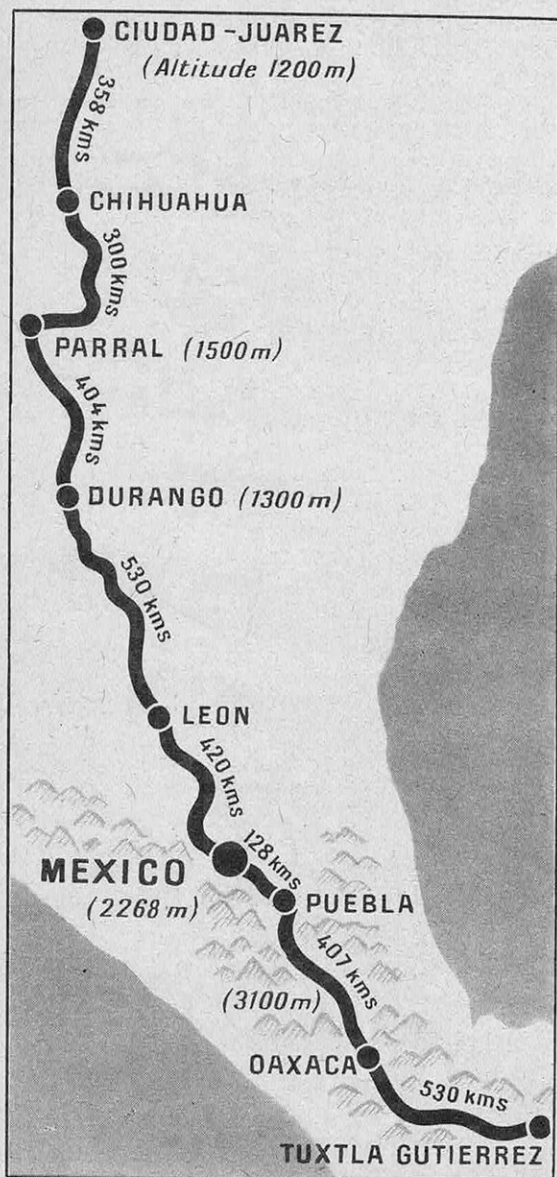 CIUDAD-JUAREZ
(Altitude 1200m)
358 kms
CHIHUAHUA
300 kms
PARRAL (1500m)
404 kms
DURANGO (1300m)
530 kms
LEON
420 kms
MEXICO
(2268 m)
128 kms
PUEBLA
407 kms
(3100m)
OAXACA
530 kms
TUXTLA GUTIERREZ